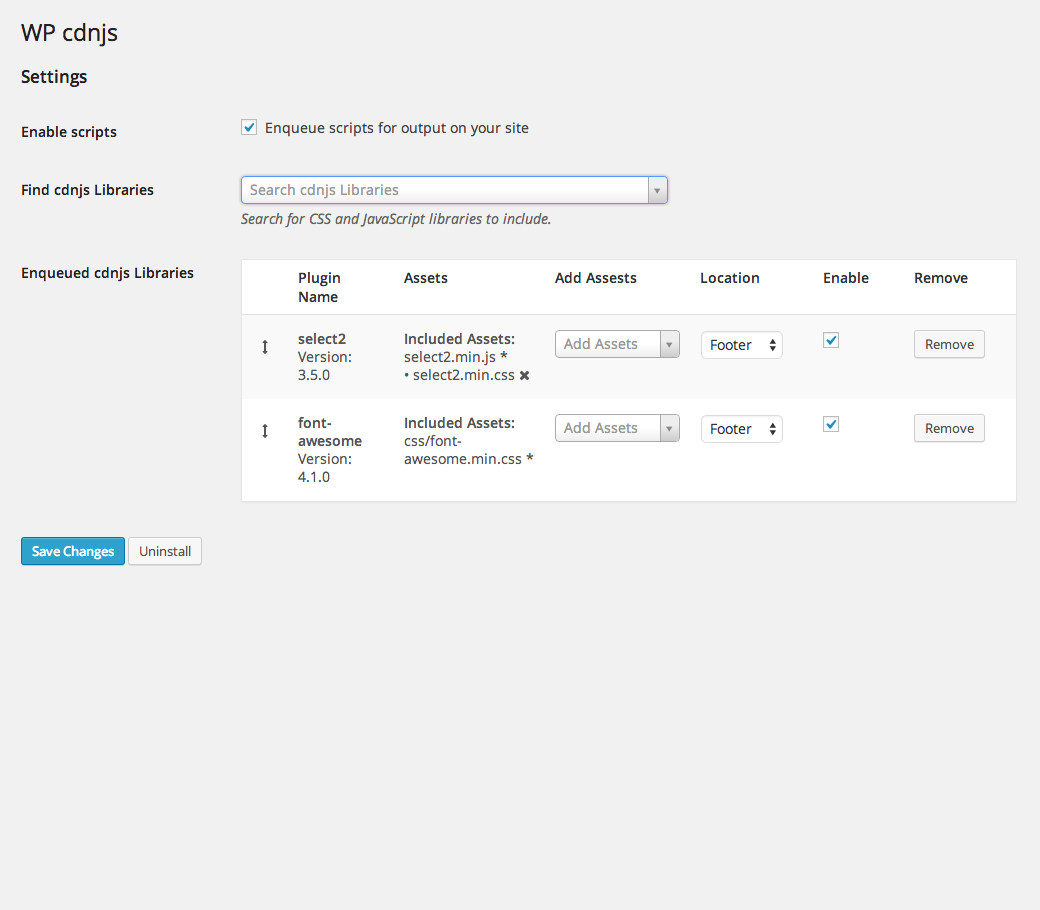 WP cdnjs
Settings
Enable scripts
Enqueue scripts for output on your site
Find cdnjs Libraries
Search cdnjs Libraries
Search for CSS and JavaScript libraries to include.
Enqueued cdnjs Libraries
Plugin Name Assets Add Assests Location Enable Remove
select2
Version:
3.5.0
Included Assets:
select2.min.js *
• select2.min.css ✖
Add Assets
Footer
Remove
font-
awesome
Version:
4.1.0
Included Assets:
css/font-
awesome.min.css *
Add Assets
Footer
Remove
Save Changes
Uninstall